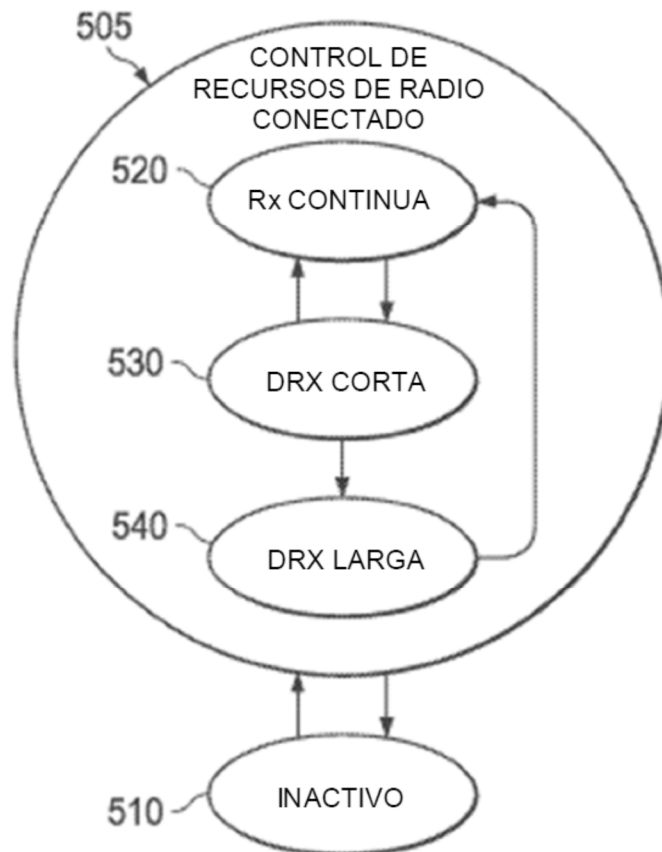 505
CONTROL DE
RECURSOS DE RADIO
CONECTADO
520
Rx CONTINUA
530
DRX CORTA
540
DRX LARGA
510
INACTIVO